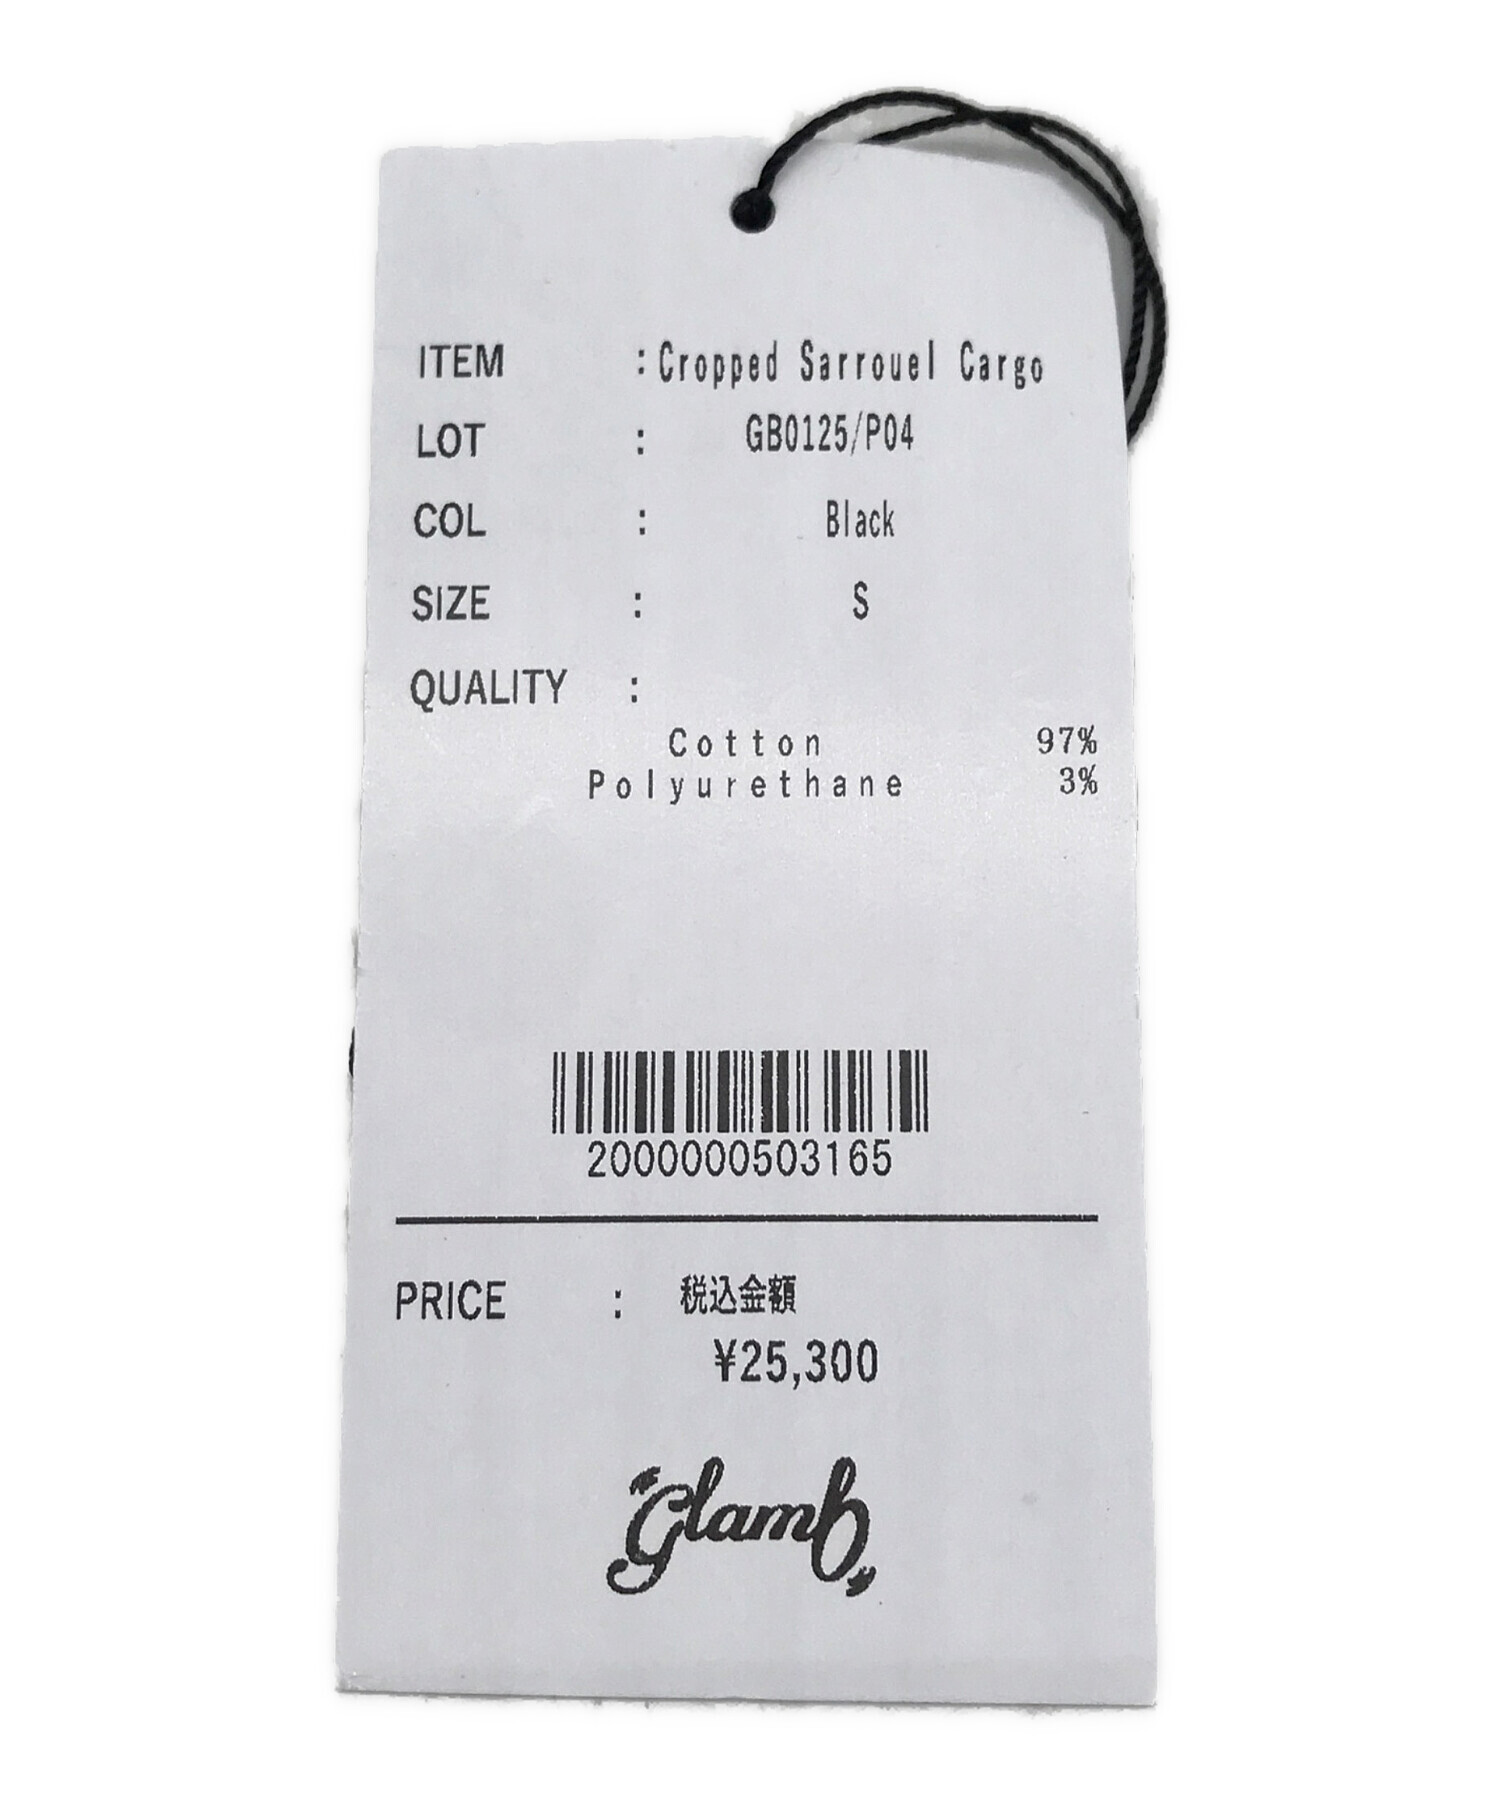 ITEM :Cropped Sarrouel Cargo
LOT : GB0125/P04
COL : Black
SIZE : S
QUALITY :
Cotton 97%
Polyurethane 3%
2000000503165
PRICE : 税込金額
¥25,300
glamb